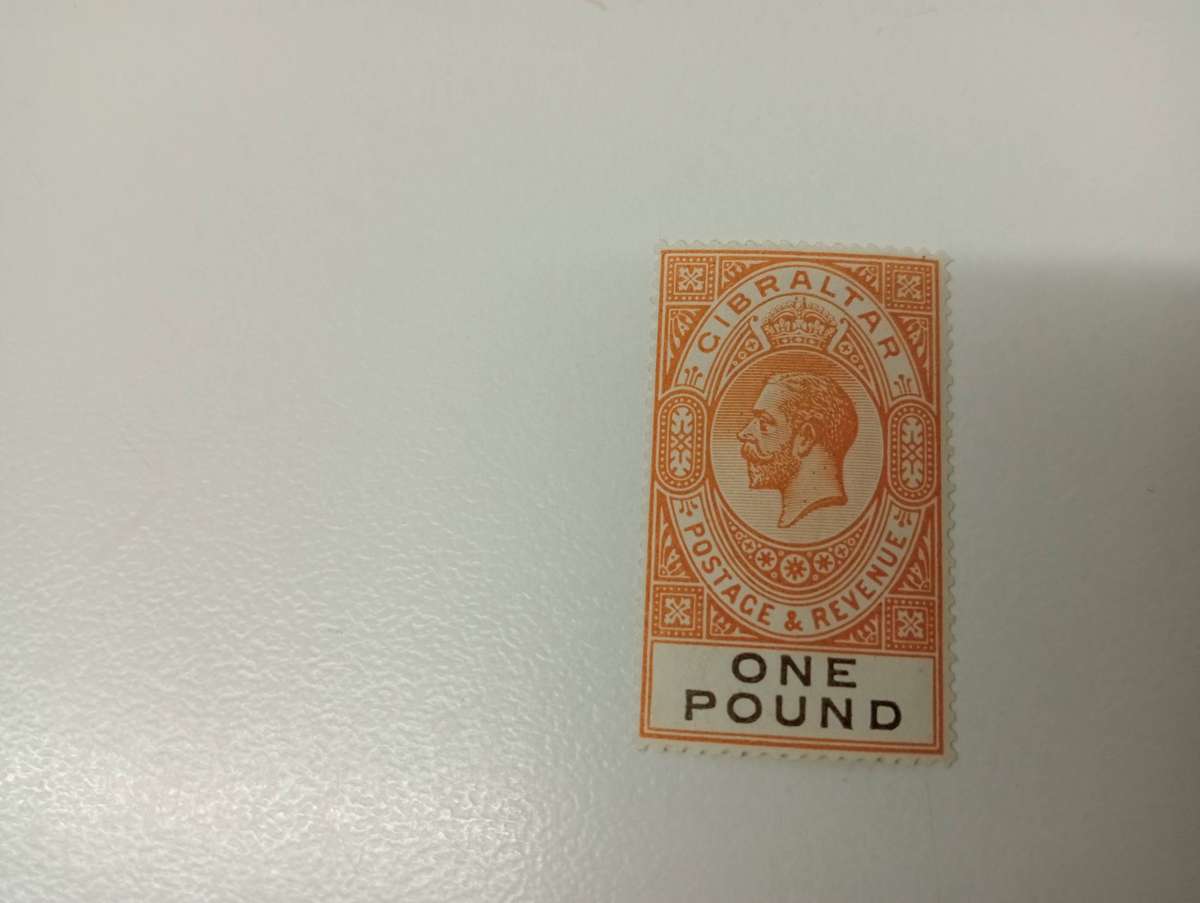 GIBRALTAR
POSTAGE & REVENUE
ONE
POUND